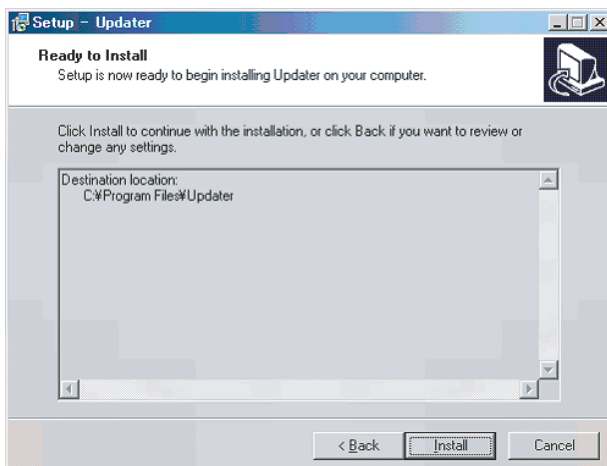 Setup - Updater
Ready to Install
Setup is now ready to begin installing Updater on your computer.
Click Install to continue with the installation, or click Back if you want to review or
change any settings.
Destination location:
C:¥Program Files¥Updater
< Back
Install
Cancel